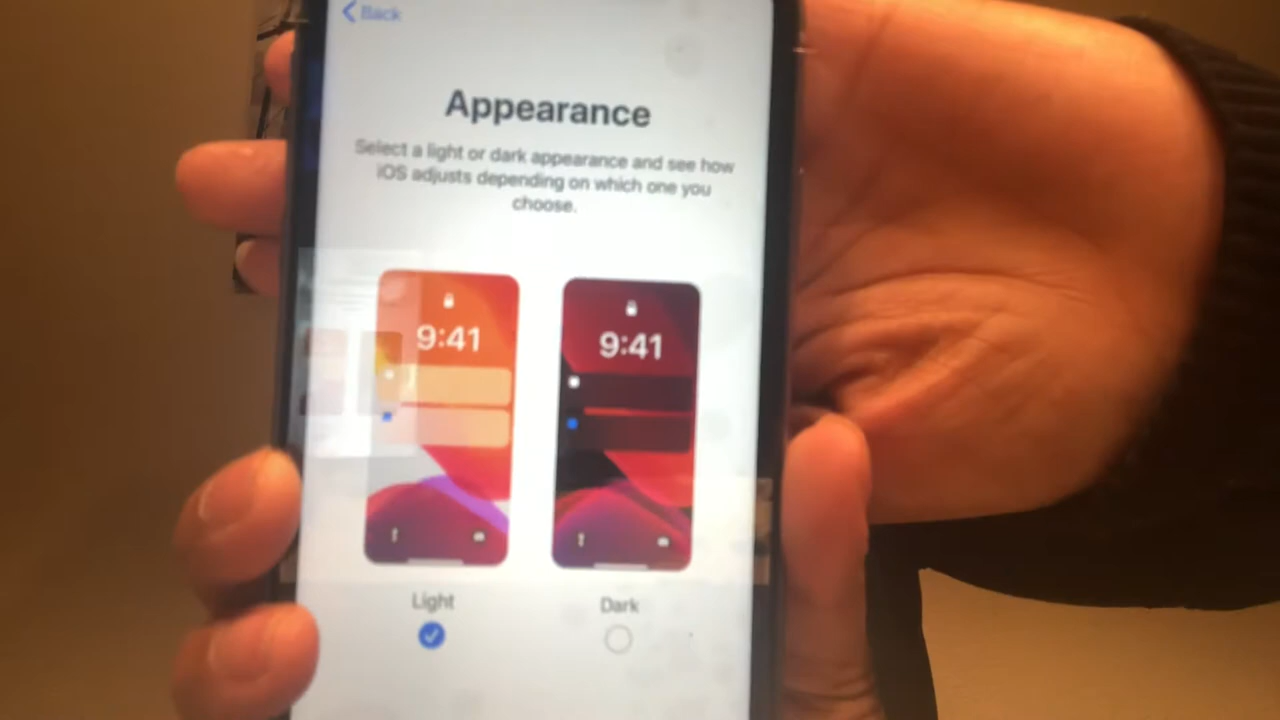 Back
Appearance
Select a light or dark appearance and see how
iOS adjusts depending on which one you
choose.
9:41
9:41
Light
Dark